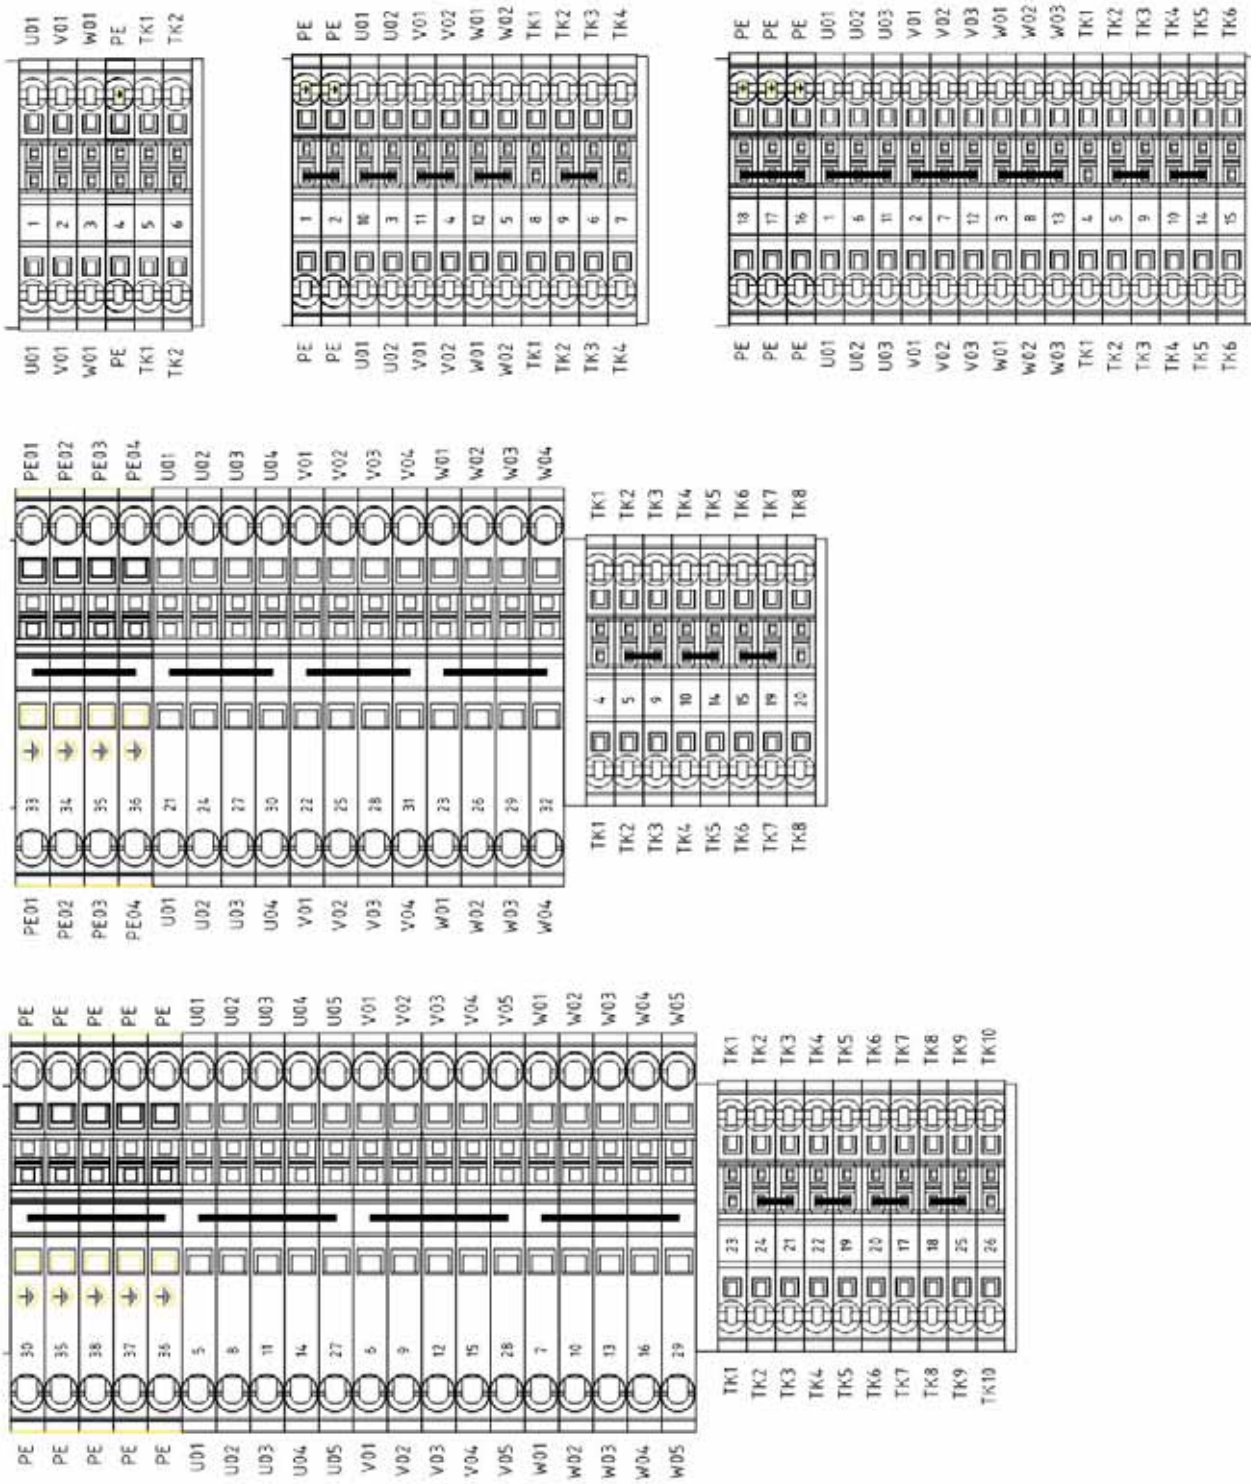 U01 V01 W01 PE TK1 TK2
1 2 3 4 5 6
U01 V01 W01 PE TK1 TK2
PE PE U01 U02 V01 V02 W01 W02 TK1 TK2 TK3 TK4
1 2 10 3 11 4 12 5 8 9 6 7
PE PE U01 U02 V01 V02 W01 W02 TK1 TK2 TK3 TK4
PE PE PE U01 U02 U03 V01 V02 V03 W01 W02 W03 TK1 TK2 TK3 TK4 TK5 TK6
18 17 16 1 6 11 2 7 12 3 8 13 4 5 9 10 14 15
PE PE PE U01 U02 U03 V01 V02 V03 W01 W02 W03 TK1 TK2 TK3 TK4 TK5 TK6
PE01 PE02 PE03 PE04 U01 U02 U03 U04 V01 V02 V03 V04 W01 W02 W03 W04
33 34 35 36 21 24 27 30 22 25 28 31 23 26 29 32
PE01 PE02 PE03 PE04 U01 U02 U03 U04 V01 V02 V03 V04 W01 W02 W03 W04
TK1 TK2 TK3 TK4 TK5 TK6 TK7 TK8
4 5 9 10 14 15 19 20
TK1 TK2 TK3 TK4 TK5 TK6 TK7 TK8
PE PE PE PE PE U01 U02 U03 U04 U05 V01 V02 V03 V04 V05 W01 W02 W03 W04 W05
30 35 38 37 36 5 8 11 14 27 6 9 12 15 28 7 10 13 16 29
PE PE PE PE PE U01 U02 U03 U04 U05 V01 V02 V03 V04 V05 W01 W02 W03 W04 W05
TK1 TK2 TK3 TK4 TK5 TK6 TK7 TK8 TK9 TK10
23 24 21 22 19 20 17 18 25 26
TK1 TK2 TK3 TK4 TK5 TK6 TK7 TK8 TK9 TK10